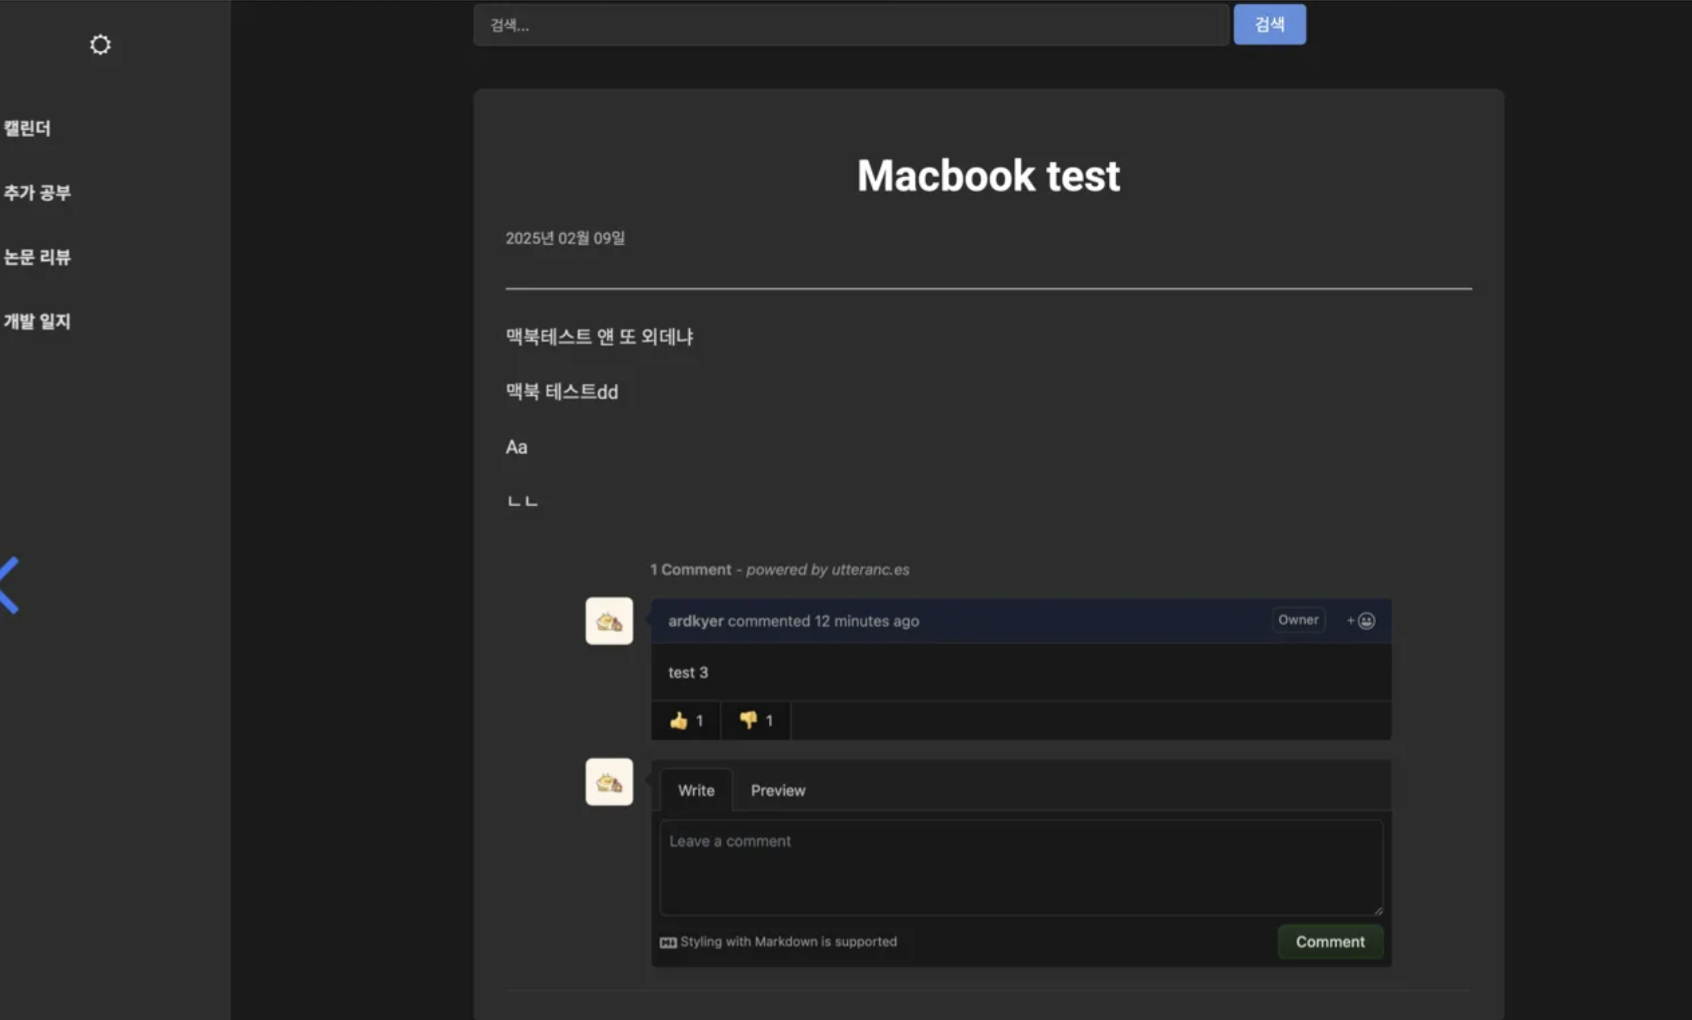 검색...
검색
캘린더
추가 공부
논문 리뷰
개발 일지
Macbook test
2025년 02월 09일
맥북테스트 얜 또 외데냐
맥북 테스트dd
Aa
ㄴㄴ
1 Comment - powered by utteranc.es
ardkyer commented 12 minutes ago
Owner
+
test 3
👍 1 👎 1
Write Preview
Leave a comment
Styling with Markdown is supported
Comment